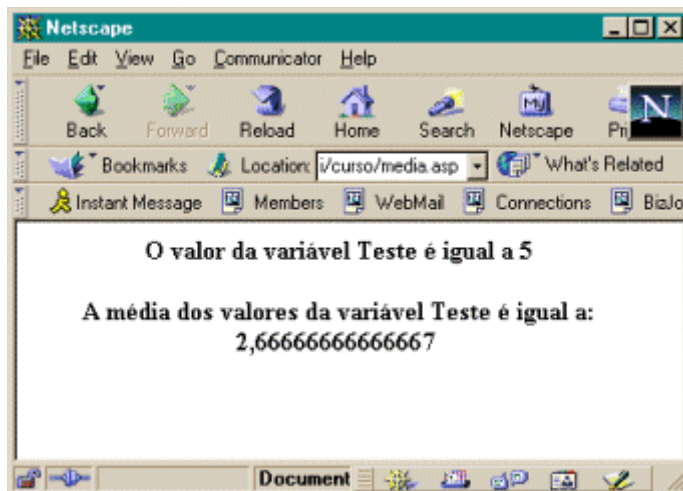 Netscape
File Edit View Go Communicator Help
Back Forward Reload Home Search Netscape
Bookmarks Location: i/curso/media.asp What's Related
Instant Message Members WebMail Connections
O valor da variável Teste é igual a 5
A média dos valores da variável Teste é igual a:
2,66666666666667
Document